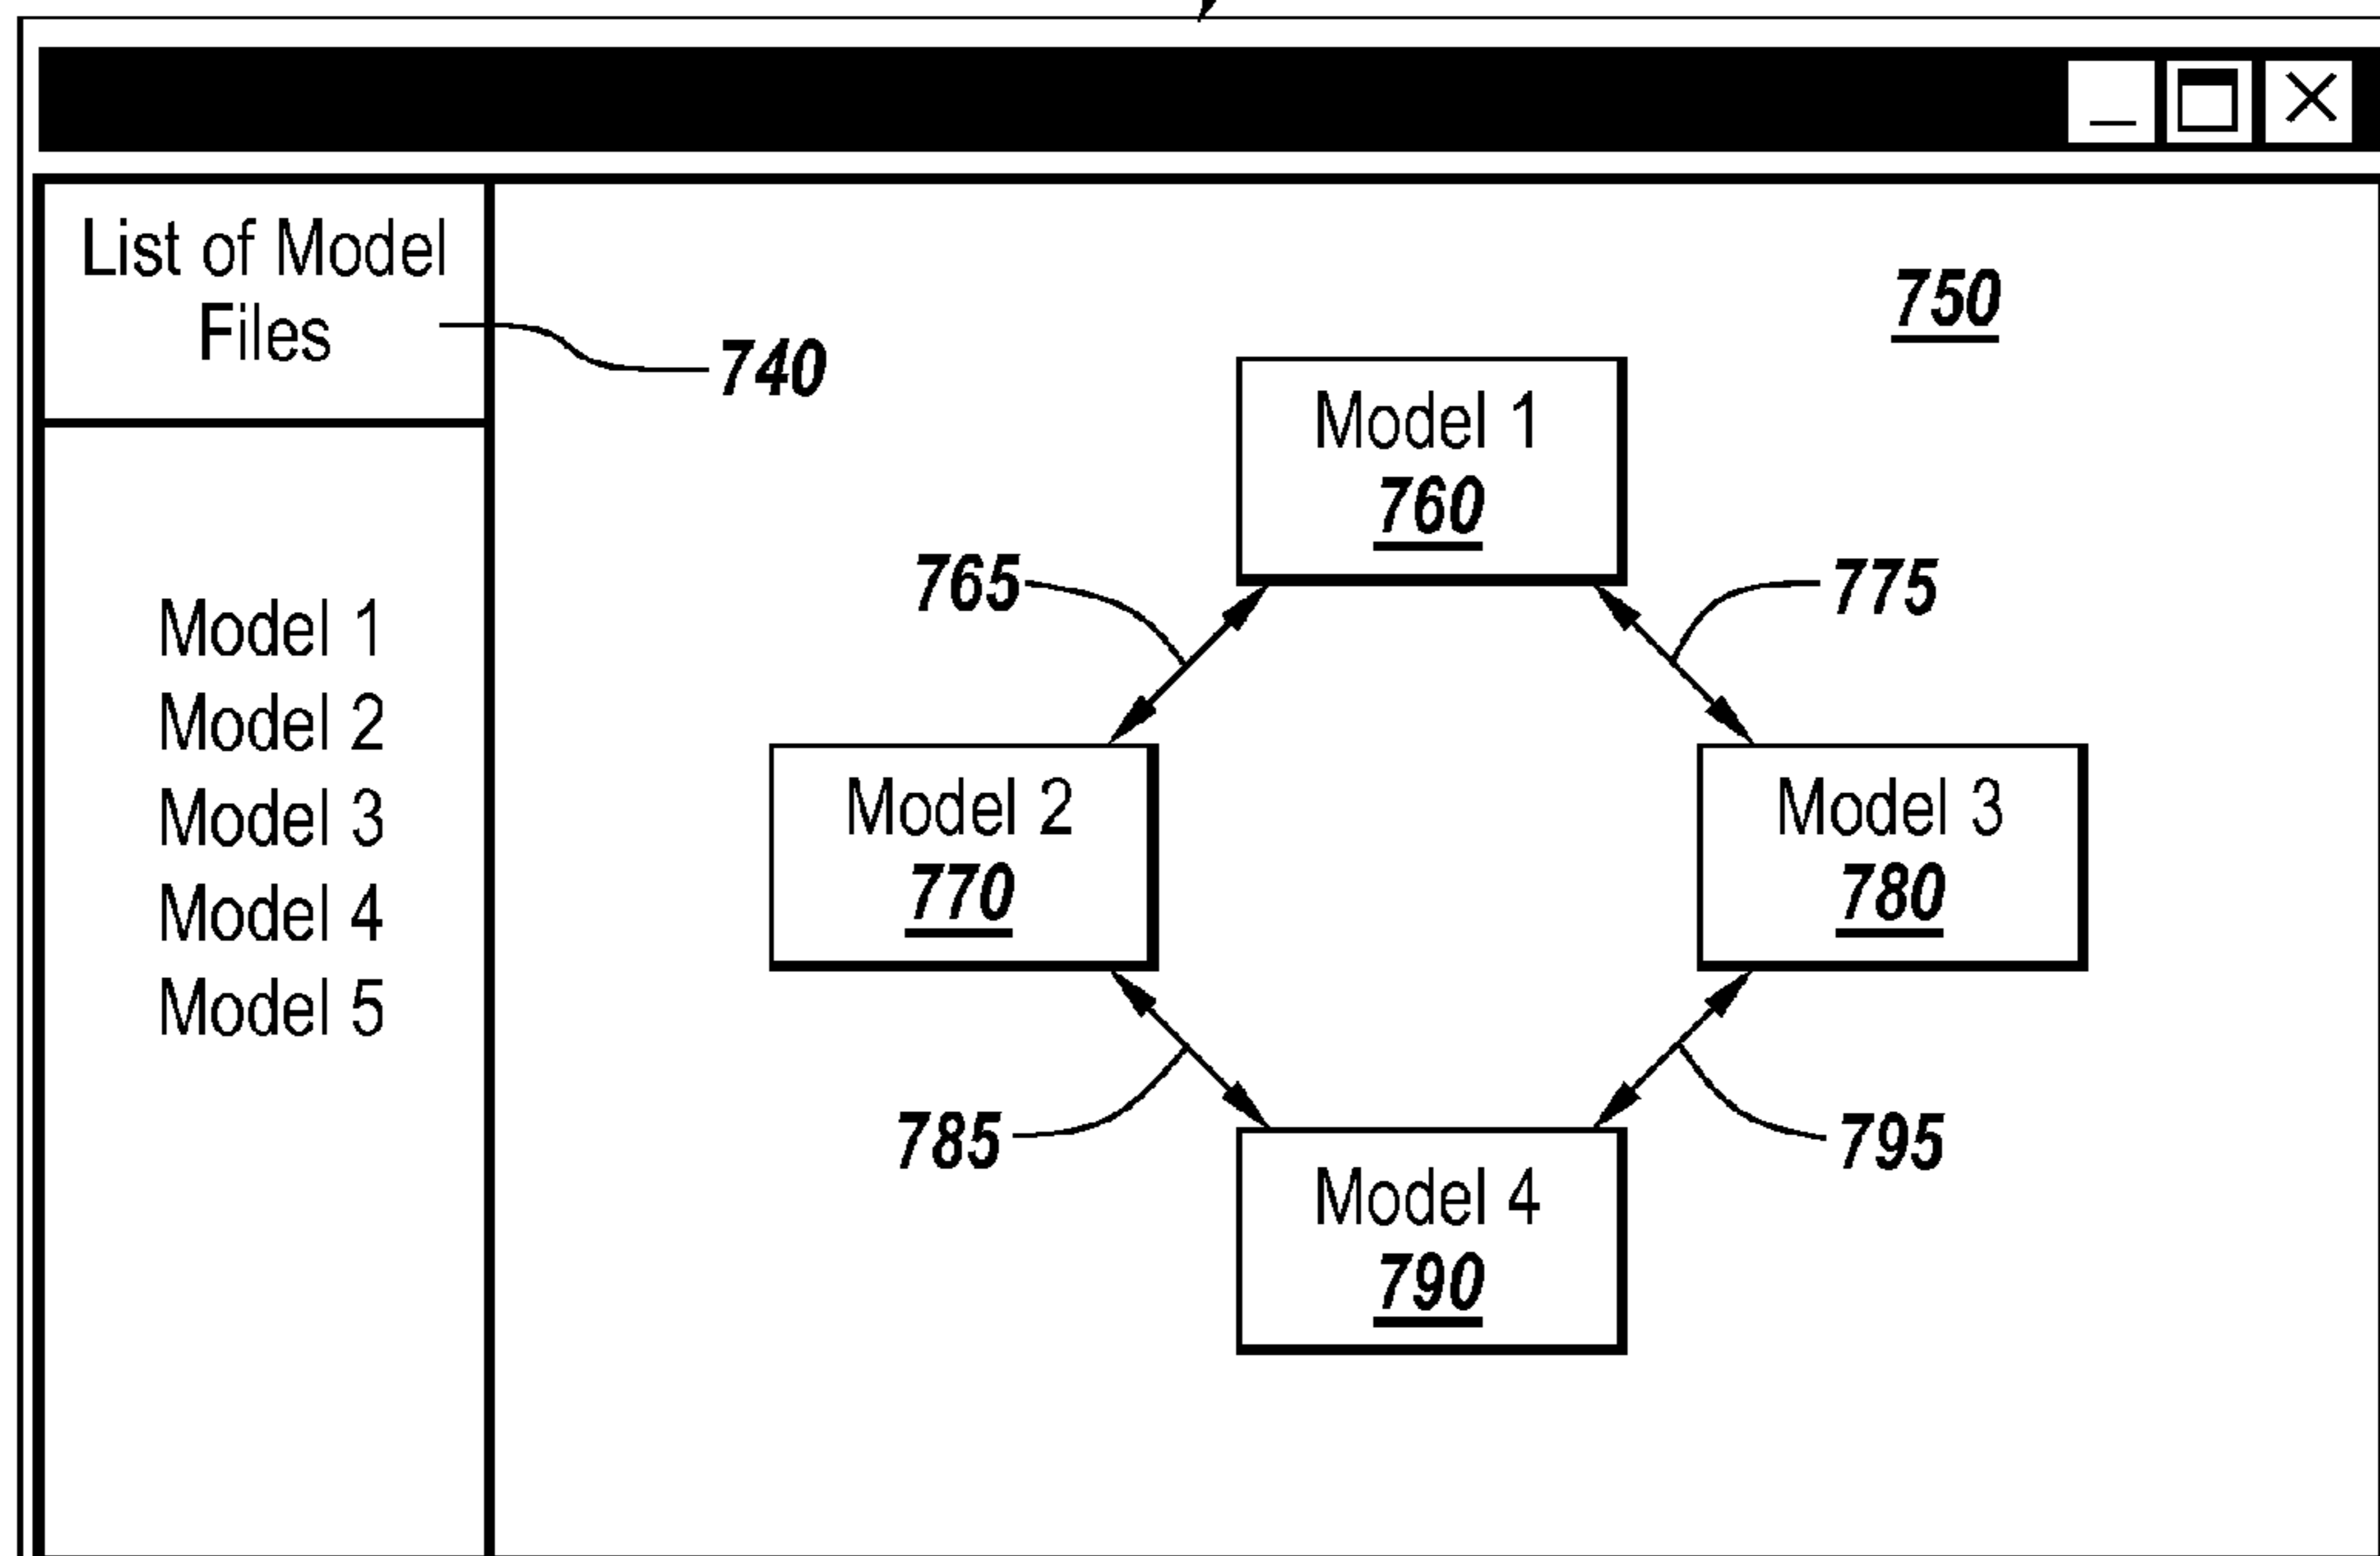 List of Model
Files
740
Model 1
Model 2
Model 3
Model 4
Model 5
750
Model 1
760
765
775
Model 2
770
Model 3
780
785
795
Model 4
790